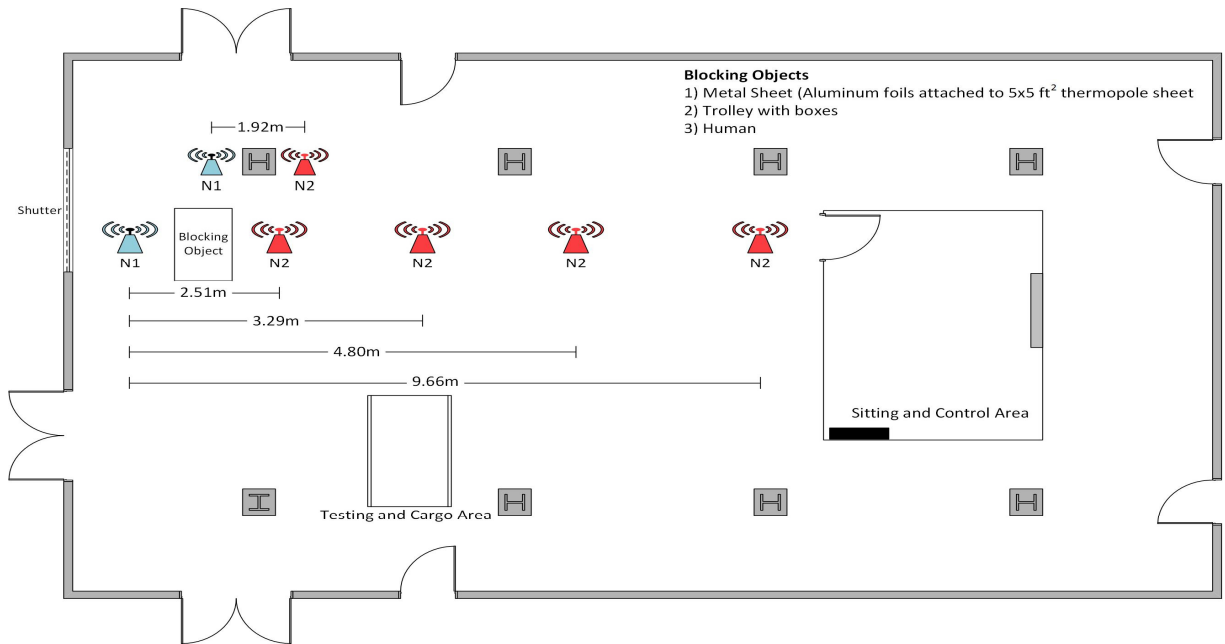 Blocking Objects
1) Metal Sheet (Aluminum foils attached to 5x5 ft² thermopole sheet
2) Trolley with boxes
3) Human
1.92m
N1
N2
Shutter
Blocking
Object
N1
N2
N2
N2
N2
2.51m
3.29m
4.80m
9.66m
Sitting and Control Area
Testing and Cargo Area